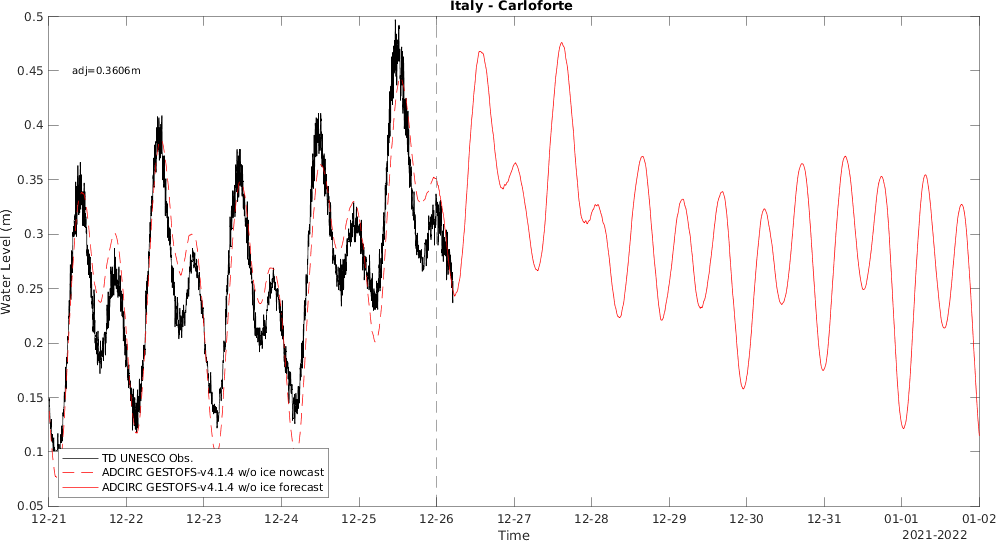 Italy - Carloforte
adj=0.3606m
Water Level (m)
0.5
0.45
0.4
0.35
0.3
0.25
0.2
0.15
0.1
0.05
TD UNESCO Obs.
ADCIRC GESTOFS-v4.1.4 w/o ice nowcast
ADCIRC GESTOFS-v4.1.4 w/o ice forecast
12-21 12-22 12-23 12-24 12-25 12-26 12-27 12-28 12-29 12-30 12-31 01-01 01-02
Time
2021-2022